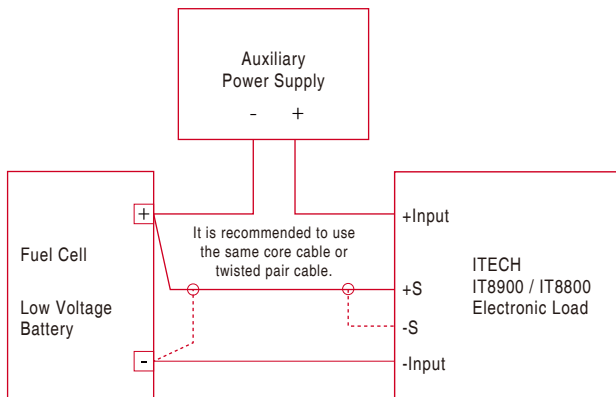 Auxiliary
Power Supply
- +
+
Fuel Cell
Low Voltage
Battery
-
It is recommended to use
the same core cable or
twisted pair cable.
+Input
+S
-S
-Input
ITECH
IT8900 / IT8800
Electronic Load